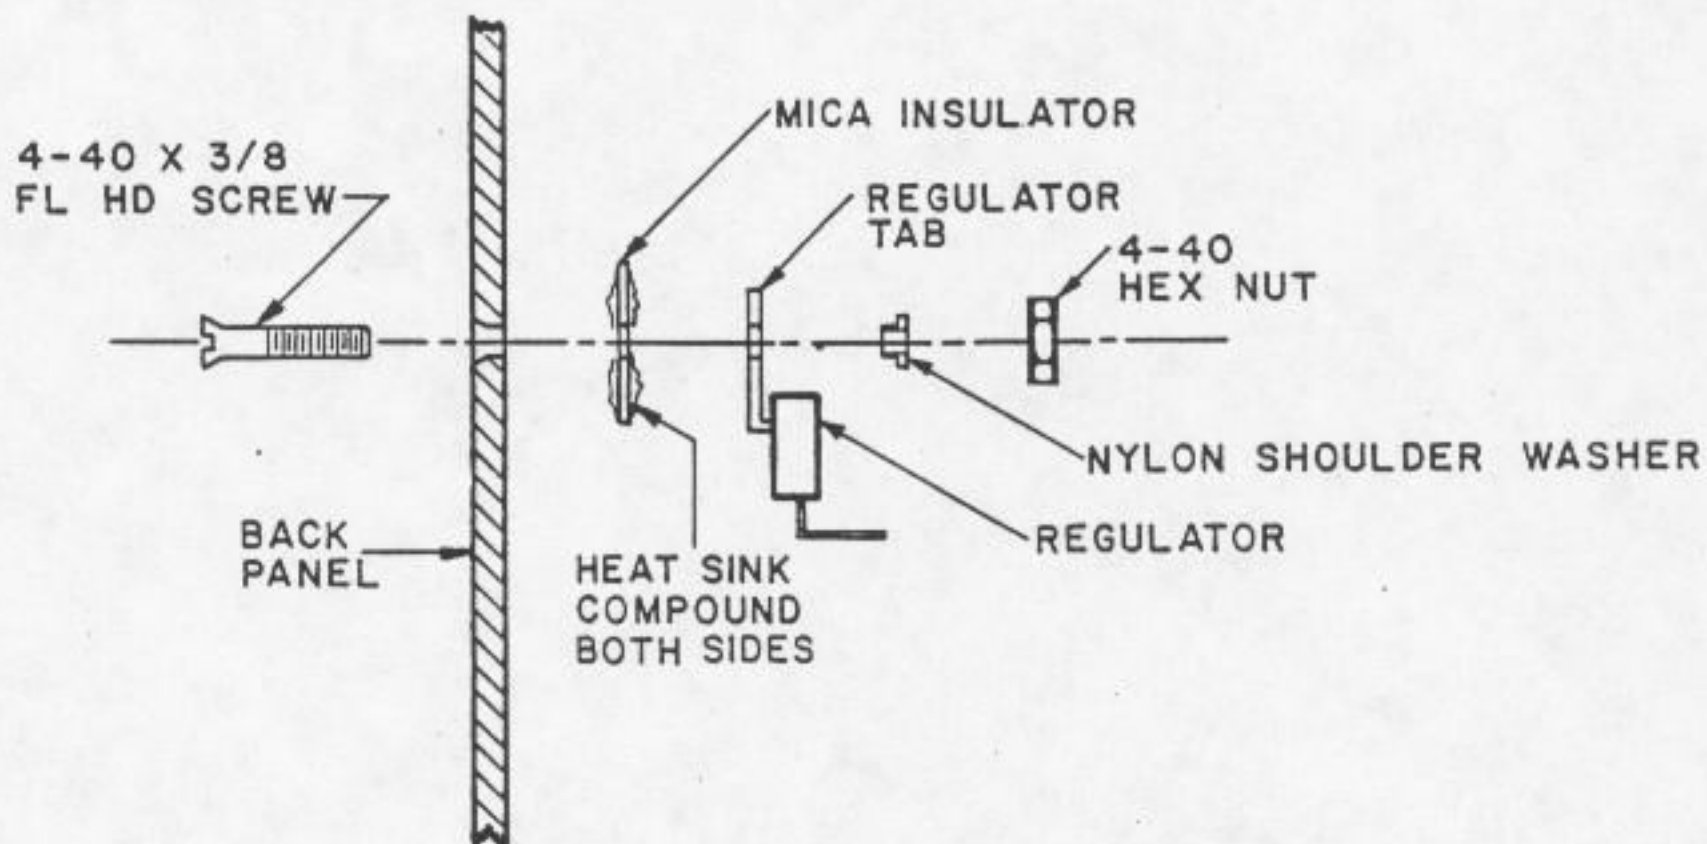 MICA INSULATOR
4-40 X 3/8
FL HD SCREW
REGULATOR
TAB
4-40
HEX NUT
NYLON SHOULDER WASHER
REGULATOR
BACK
PANEL
HEAT SINK
COMPOUND
BOTH SIDES